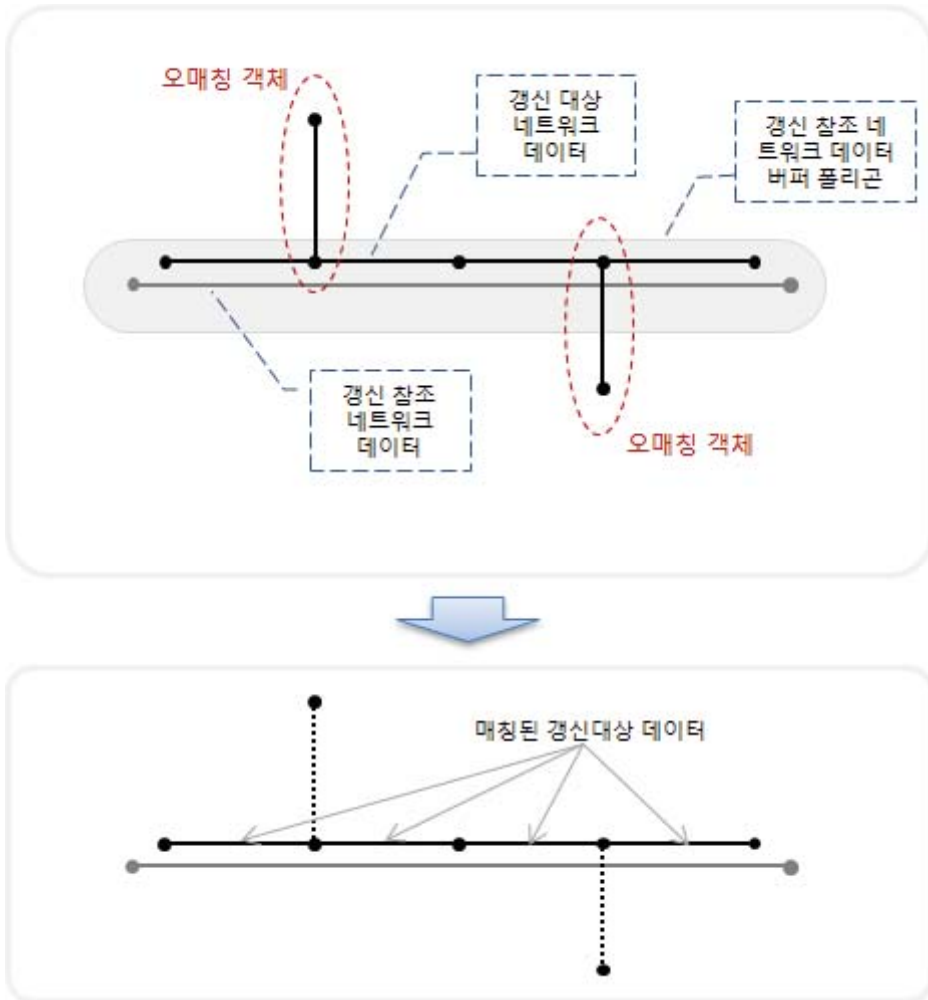 오매칭 객체
갱신 대상
네트워크
데이터
갱신 참조 네
트워크 데이터
버퍼 폴리곤
갱신 참조
네트워크
데이터
오매칭 객체
매칭된 갱신대상 데이터